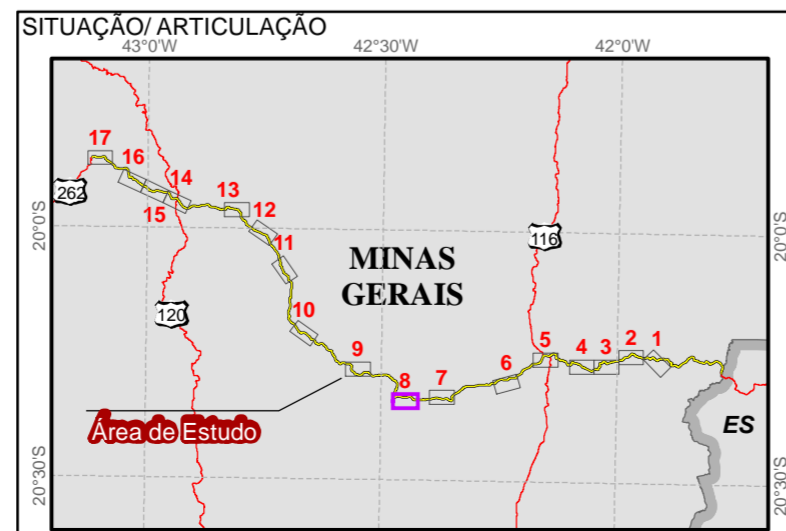 SITUAÇÃO/ ARTICULAÇÃO
43°0'W
42°30'W
42°0'W
17
16
262
15
14
13
12
11
20°0'S
20°0'S
116
MINAS
GERAIS
120
10
9
8
7
6
5
4
3
2
1
Área de Estudo
ES
20°30'S
20°30'S